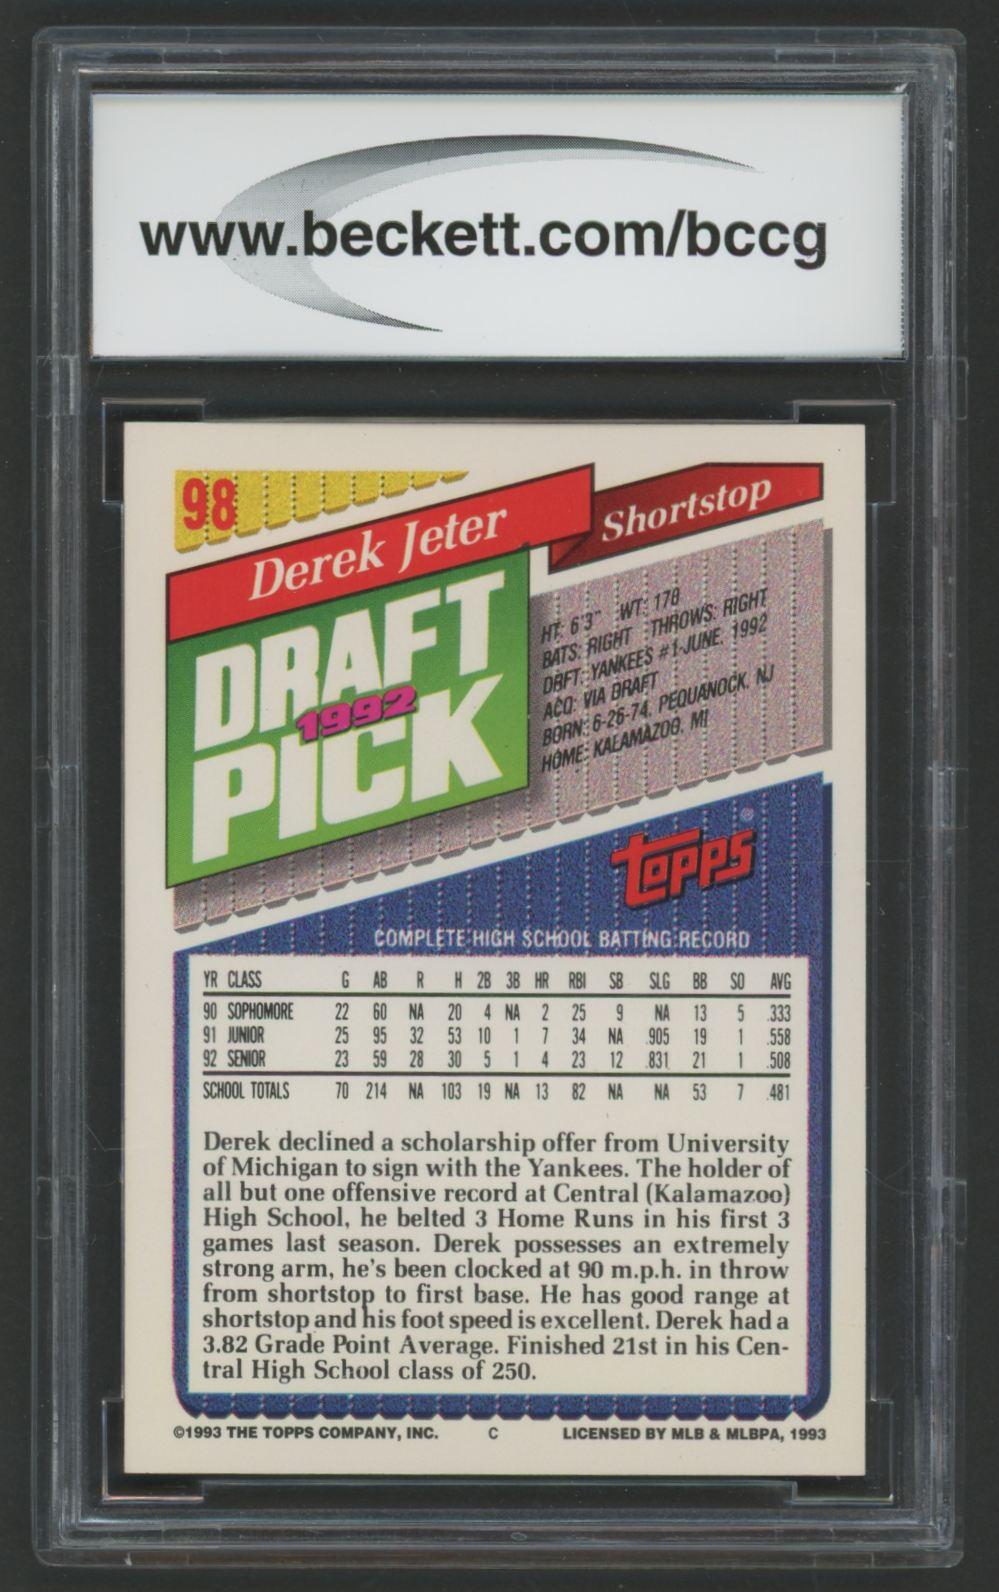 www.beckett.com/bccg
98
Derek Jeter
Shortstop
DRAFT
1992
PICK
HT: 6'3" WT: 178
BATS: RIGHT THROWS: RIGHT
DRFT: YANKEES #1-JUNE, 1992
ACQ: VIA DRAFT
BORN: 6-26-74, PEQUANOCK, NJ
HOME: KALAMAZOO, MI
TOPPS ®
COMPLETE HIGH SCHOOL BATTING RECORD
YR CLASS G AB R H 2B 3B HR RBI SB SLG BB SO AVG
90 SOPHOMORE 22 60 NA 20 4 NA 2 25 9 NA 13 5 .333
91 JUNIOR 25 95 32 53 10 1 7 34 NA .905 19 1 .558
92 SENIOR 23 59 28 30 5 1 4 23 12 .831 21 1 .508
SCHOOL TOTALS 70 214 NA 103 19 NA 13 82 NA NA 53 7 .481
Derek declined a scholarship offer from University
of Michigan to sign with the Yankees. The holder of
all but one offensive record at Central (Kalamazoo)
High School, he belted 3 Home Runs in his first 3
games last season. Derek possesses an extremely
strong arm, he's been clocked at 90 m.p.h. in throw
from shortstop to first base. He has good range at
shortstop and his foot speed is excellent. Derek had a
3.82 Grade Point Average. Finished 21st in his Cen-
tral High School class of 250.
©1993 THE TOPPS COMPANY, INC. C LICENSED BY MLB & MLBPA, 1993